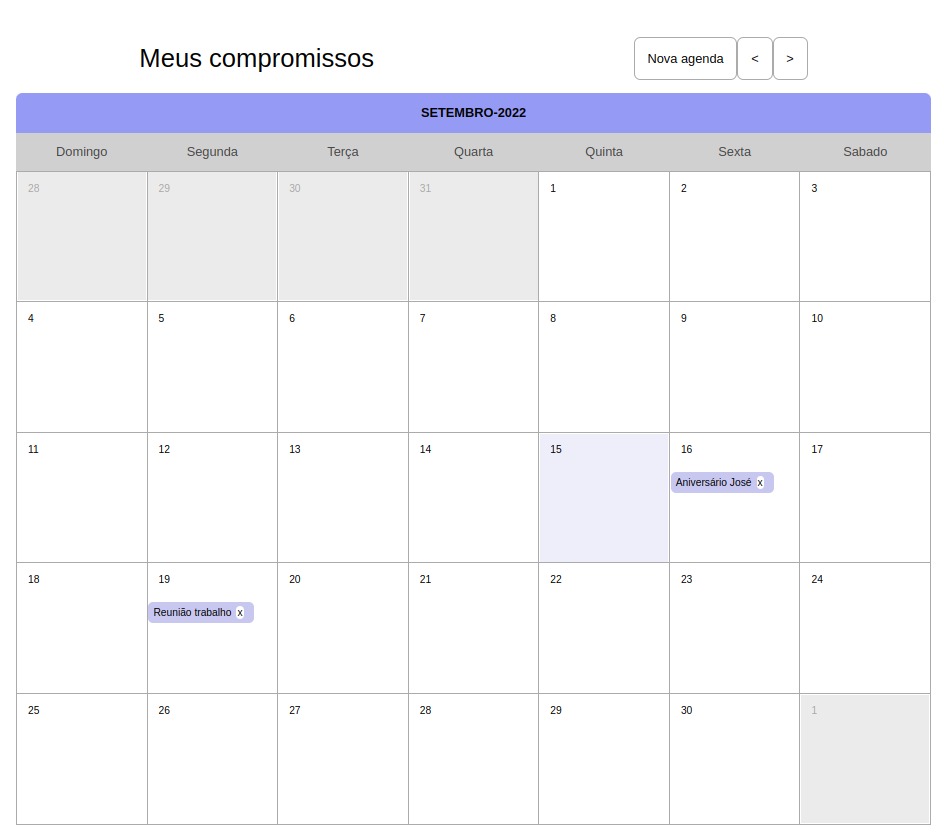 Meus compromissos
Nova agenda < >
SETEMBRO-2022
Domingo Segunda Terça Quarta Quinta Sexta Sabado
28 29 30 31 1 2 3
4 5 6 7 8 9 10
11 12 13 14 15 16 17
Aniversário José x
18 19 20 21 22 23 24
Reunião trabalho x
25 26 27 28 29 30 1